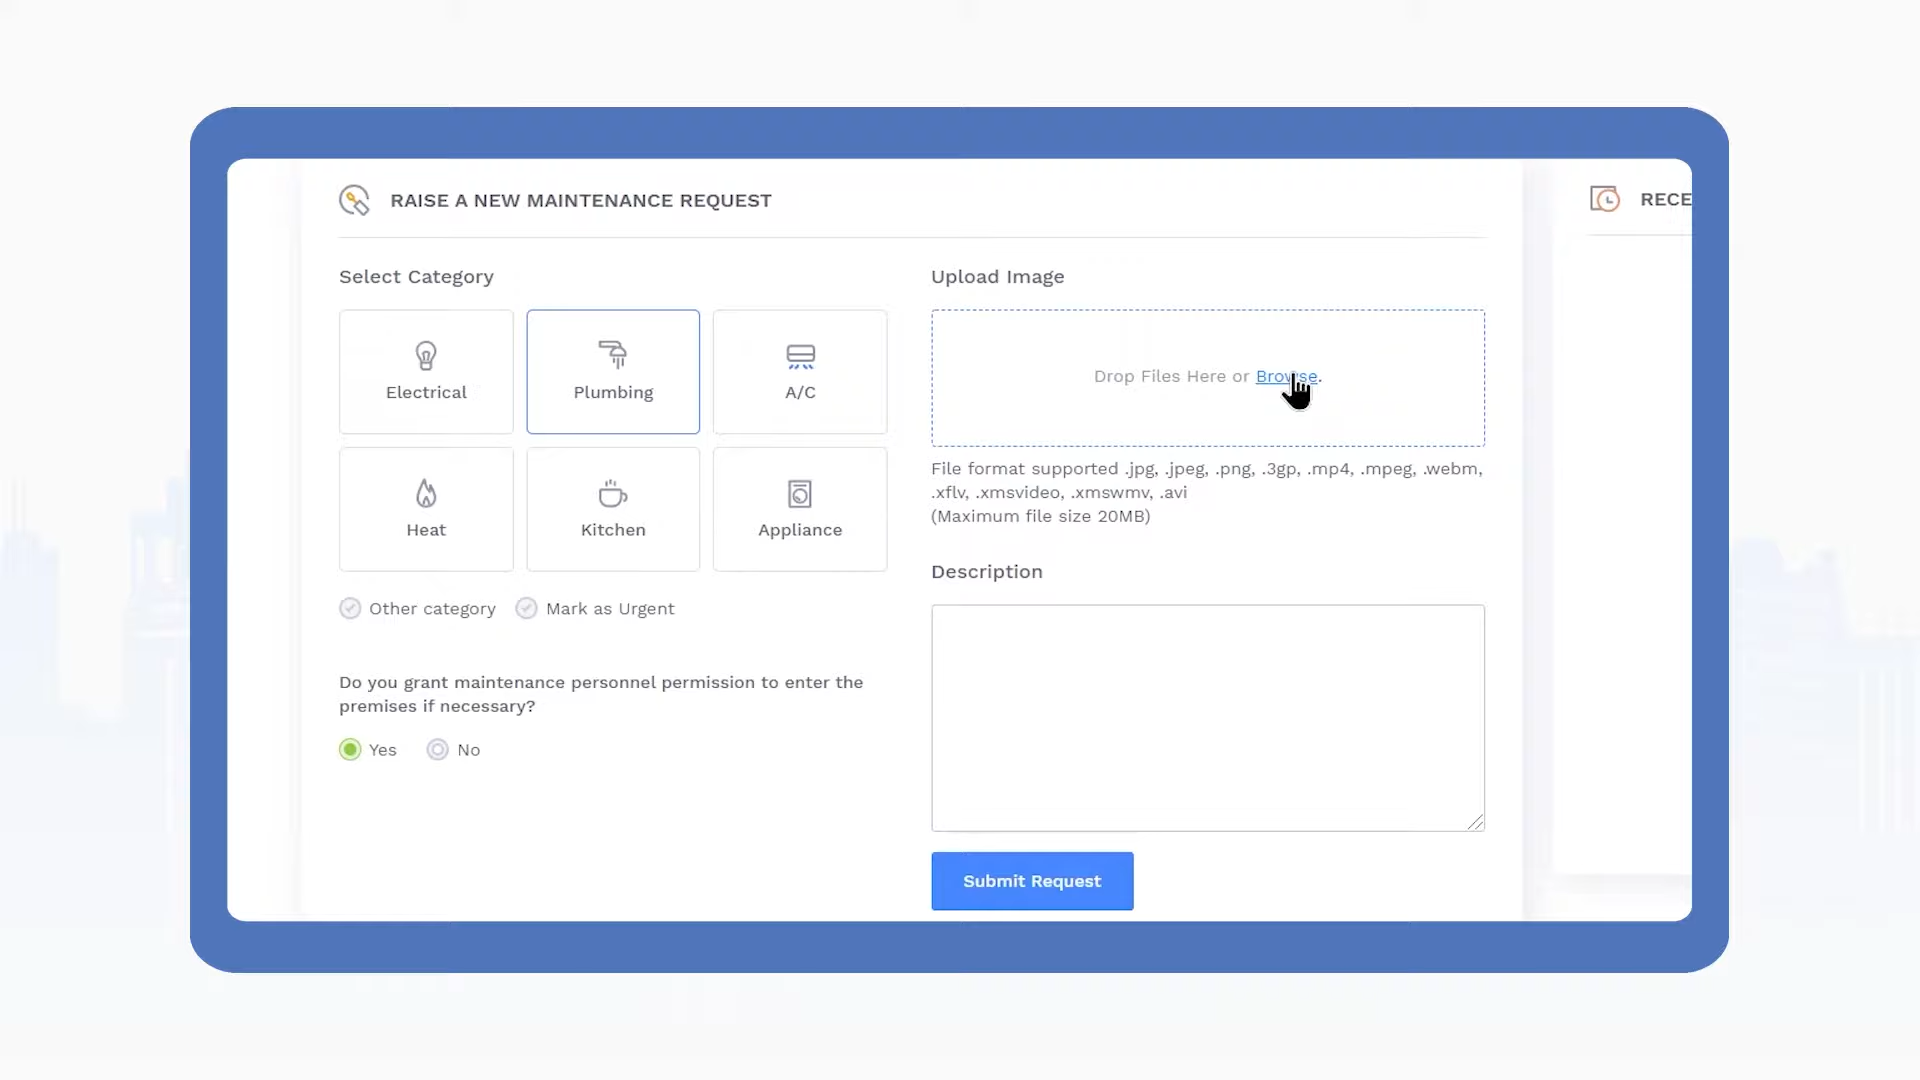 RAISE A NEW MAINTENANCE REQUEST
RECE
Select Category
Electrical
Plumbing
A/C
Heat
Kitchen
Appliance
Other category
Mark as Urgent
Do you grant maintenance personnel permission to enter the
premises if necessary?
Yes
No
Upload Image
Drop Files Here or Browse.
File format supported .jpg, .jpeg, .png, .3gp, .mp4, .mpeg, .webm,
.xflv, .xmsvideo, .xmswmv, .avi
(Maximum file size 20MB)
Description
Submit Request